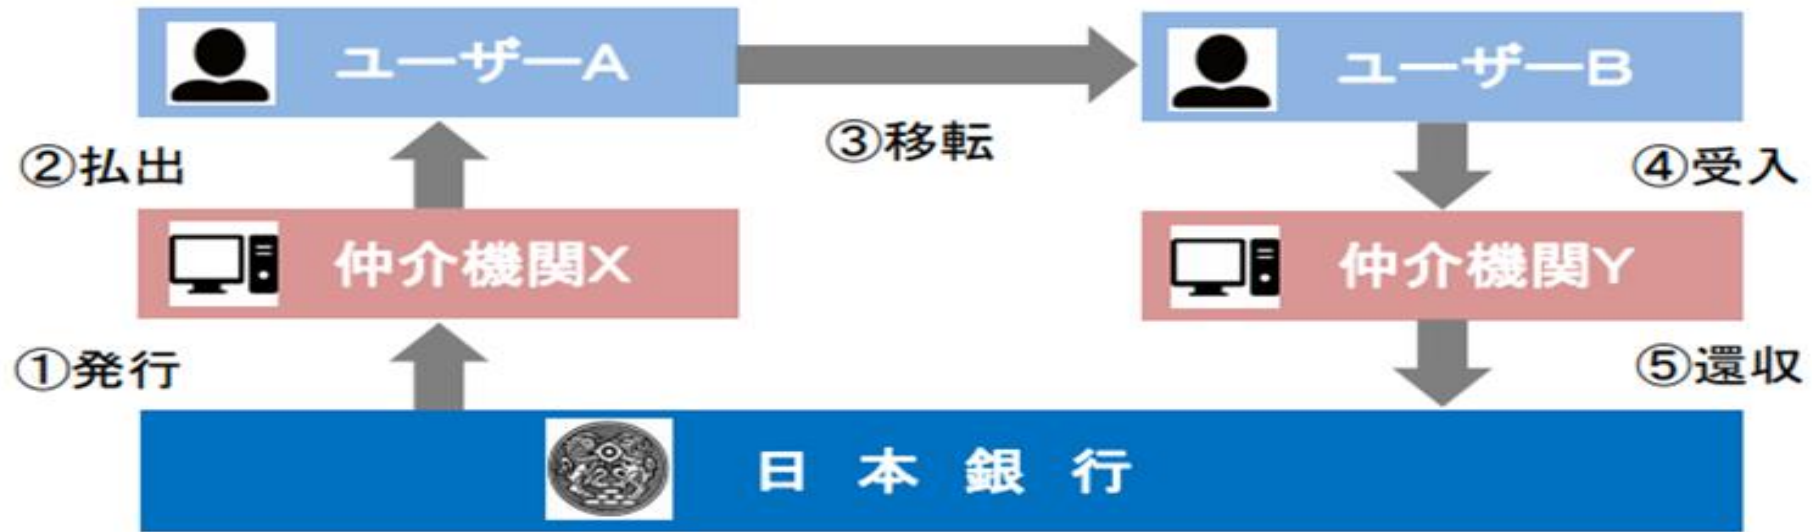 ユーザーA
ユーザーB
③移転
②払出
④受入
仲介機関X
仲介機関Y
①発行
⑤還収
日本銀行